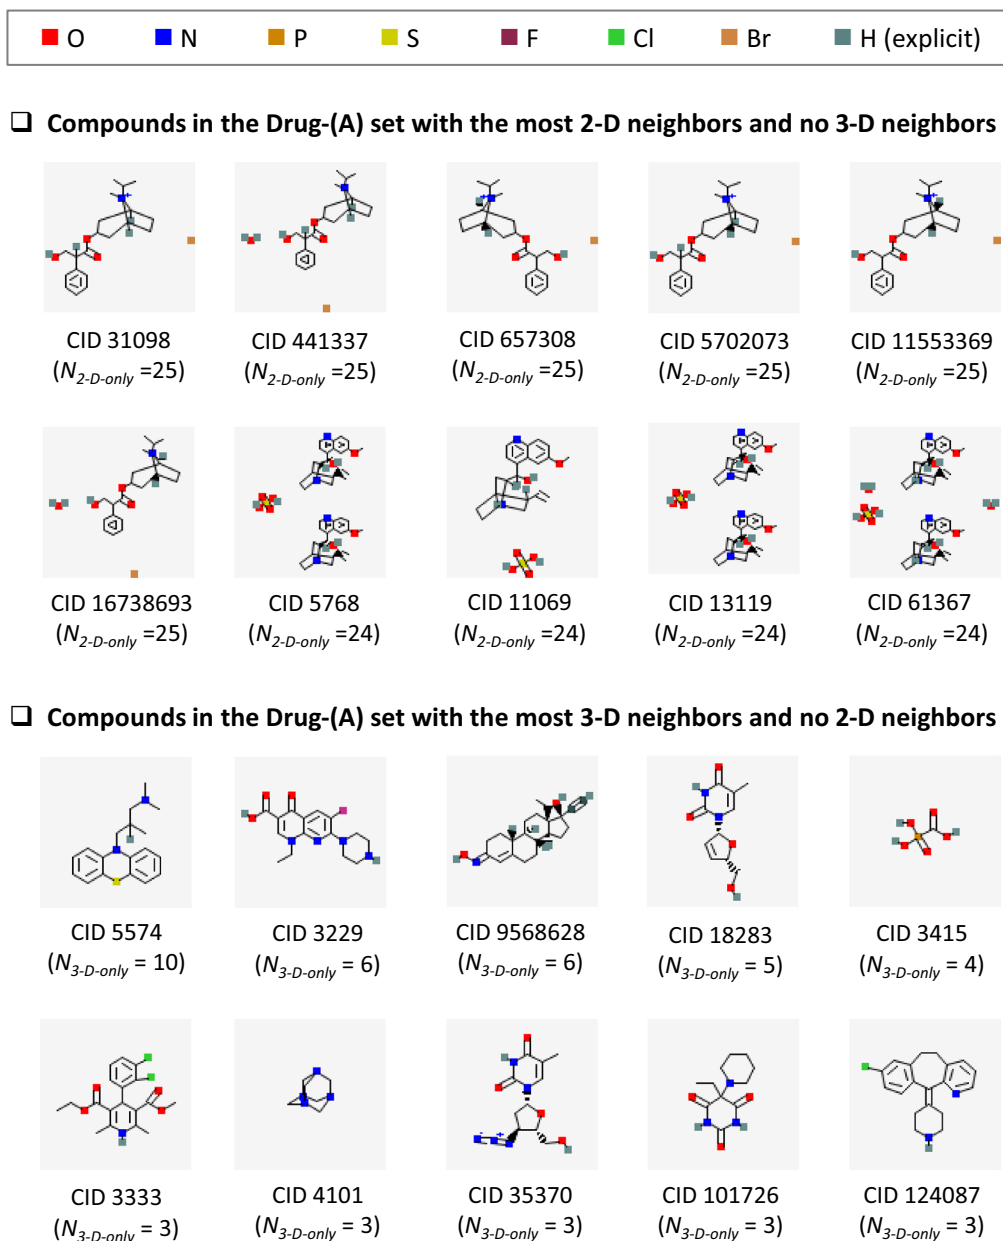 O N P S F Cl Br H (explicit)
❑ Compounds in the Drug-(A) set with the most 2-D neighbors and no 3-D neighbors
CID 31098 CID 441337 CID 657308 CID 5702073 CID 11553369
(N2-D-only =25) (N2-D-only =25) (N2-D-only =25) (N2-D-only =25) (N2-D-only =25)
CID 16738693 CID 5768 CID 11069 CID 13119 CID 61367
(N2-D-only =25) (N2-D-only =24) (N2-D-only =24) (N2-D-only =24) (N2-D-only =24)
❑ Compounds in the Drug-(A) set with the most 3-D neighbors and no 2-D neighbors
CID 5574 CID 3229 CID 9568628 CID 18283 CID 3415
(N3-D-only = 10) (N3-D-only = 6) (N3-D-only = 6) (N3-D-only = 5) (N3-D-only = 4)
CID 3333 CID 4101 CID 35370 CID 101726 CID 124087
(N3-D-only = 3) (N3-D-only = 3) (N3-D-only = 3) (N3-D-only = 3) (N3-D-only = 3)